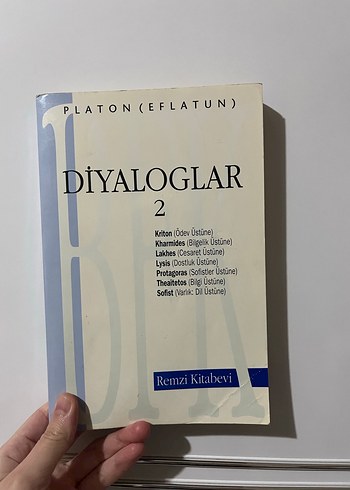 PLATON (EFLATUN)
DİYALOGLAR
2
Kriton (Ödev Üstüne)
Kharmides (Bilgelik Üstüne)
Lakhes (Cesaret Üstüne)
Lysis (Dostluk Üstüne)
Protagoras (Sofistler Üstüne)
Theaitetos (Bilgi Üstüne)
Sofist (Varlık: Dil Üstüne)
Remzi Kitabevi